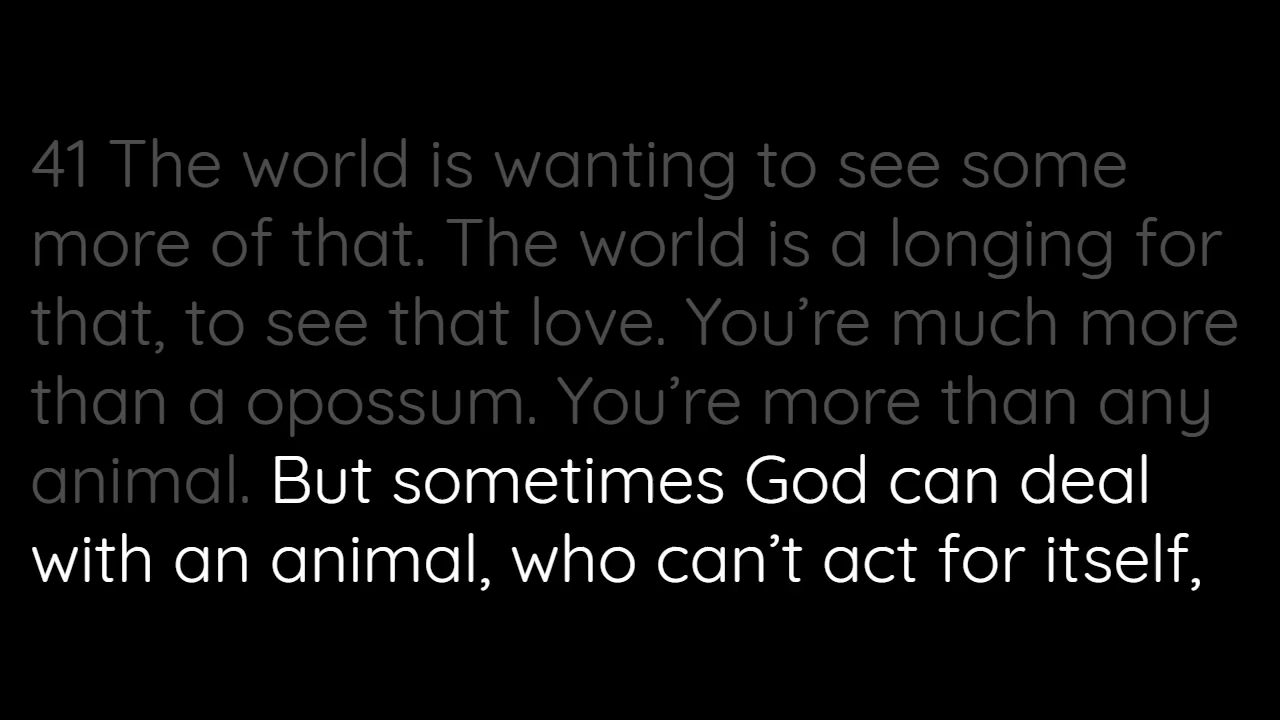 41 The world is wanting to see some
more of that. The world is a longing for
that, to see that love. You’re much more
than a opossum. You’re more than any
animal. But sometimes God can deal
with an animal, who can’t act for itself,